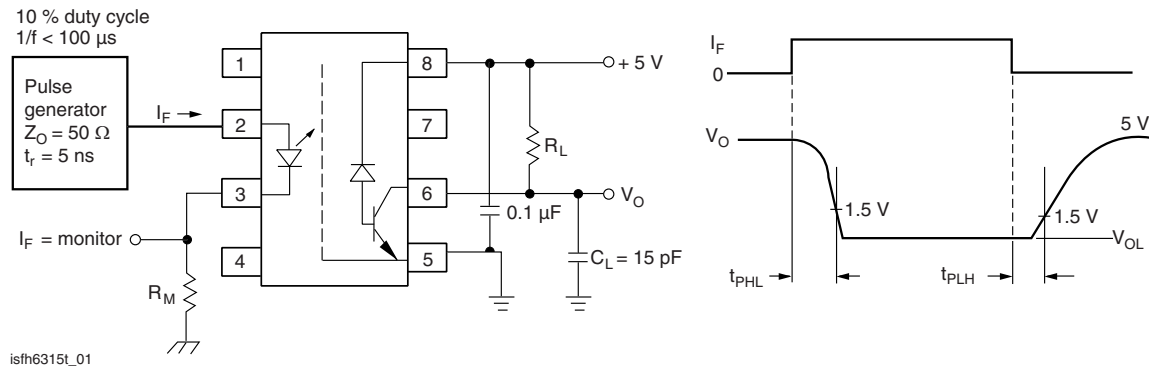 10 % duty cycle
1/f < 100 µs
Pulse
generator
Z_O = 50 Ω
t_r = 5 ns
I_F
1
2
3
4
8
7
6
5
+ 5 V
R_L
V_O
0.1 µF
C_L = 15 pF
I_F = monitor
R_M
isfh6315t_01
I_F
0
V_O
5 V
1.5 V
1.5 V
V_OL
t_PHL
t_PLH